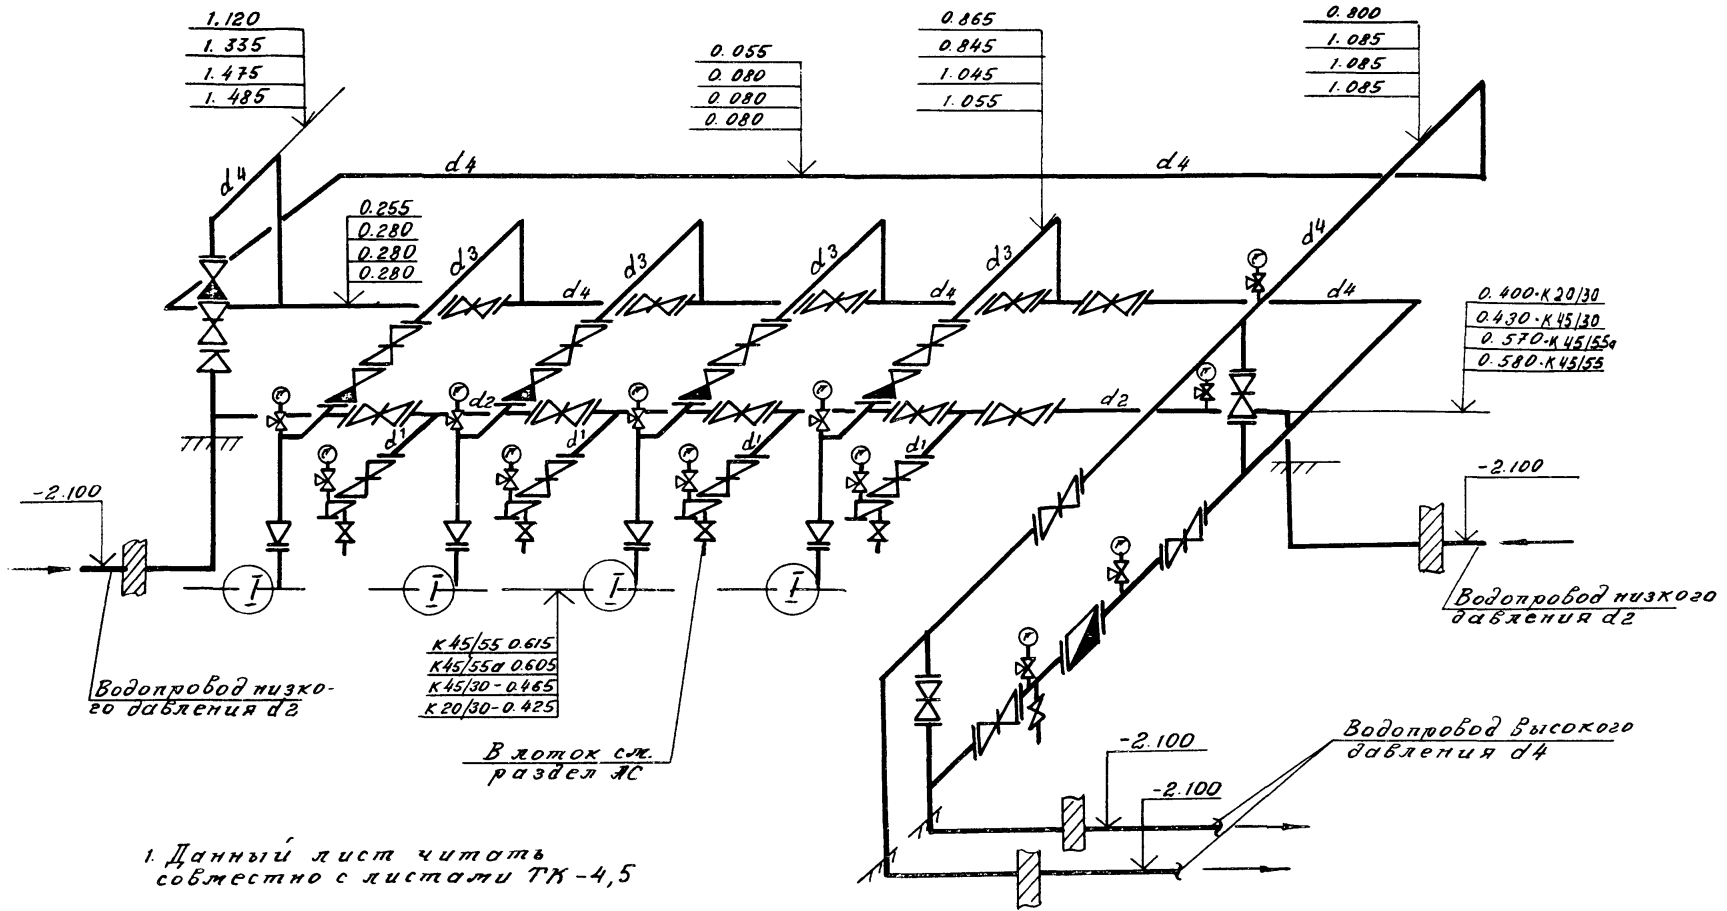 1.120
1.335
1.475
1.485
0.055
0.080
0.080
0.080
0.865
0.845
1.045
1.055
0.800
1.085
1.085
1.085
d4
d4
d4
d4
0.255
0.280
0.280
0.280
d3
d3
d3
d3
d4
d4
d4
0.400-К20/30
0.430-К45/30
0.570-К45/55а
0.580-К45/55
d2
d2
d1
d1
d1
d1
-2.100
-2.100
I
I
I
I
Водопровод низкого
давления d2
К45/55 0.615
К45/55а 0.605
К45/30-0.465
К20/30-0.425
Водопровод низко-
го давления d2
В лоток см.
раздел АС
Водопровод высокого
давления d4
-2.100
-2.100
1. Данный лист читать
совместно с листами ТК-4,5